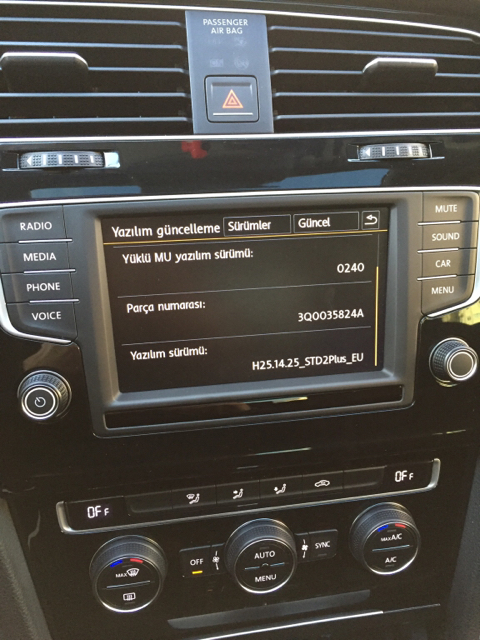 PASSENGER
AIR BAG
RADIO
MEDIA
PHONE
VOICE
Yazılım güncelleme
Sürümler
Güncel
Yüklü MU yazılım sürümü:
0240
Parça numarası:
3Q0035824A
Yazılım sürümü:
H25.14.25_STD2Plus_EU
MUTE
SOUND
CAR
MENU
OFF
OFF
MAX
OFF
AUTO
MENU
SYNC
MAX A/C
A/C